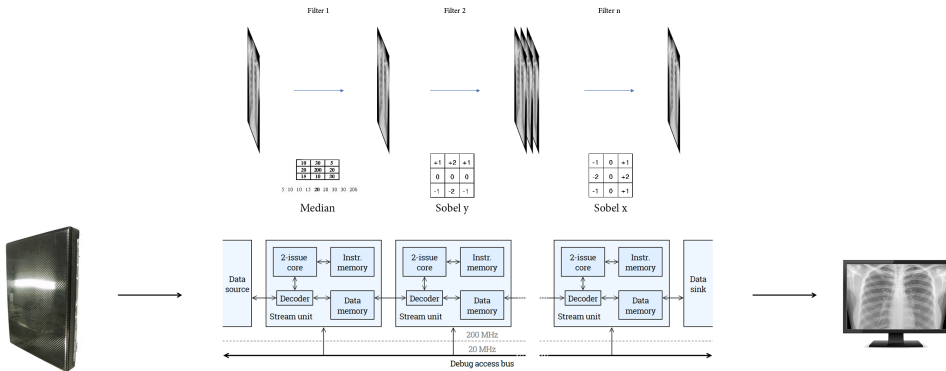 Filter 1 Filter 2 Filter n
10 30 5
20 200 20
15 10 30
5 10 10 15 20 20 30 30 200
Median
+1 +2 +1
0 0 0
-1 -2 -1
Sobel y
-1 0 +1
-2 0 +2
-1 0 +1
Sobel x
Data source
2-issue core
Instr. memory
Decoder
Data memory
Stream unit
2-issue core
Instr. memory
Decoder
Data memory
Stream unit
2-issue core
Instr. memory
Decoder
Data memory
Stream unit
Data sink
200 MHz
20 MHz
Debug access bus